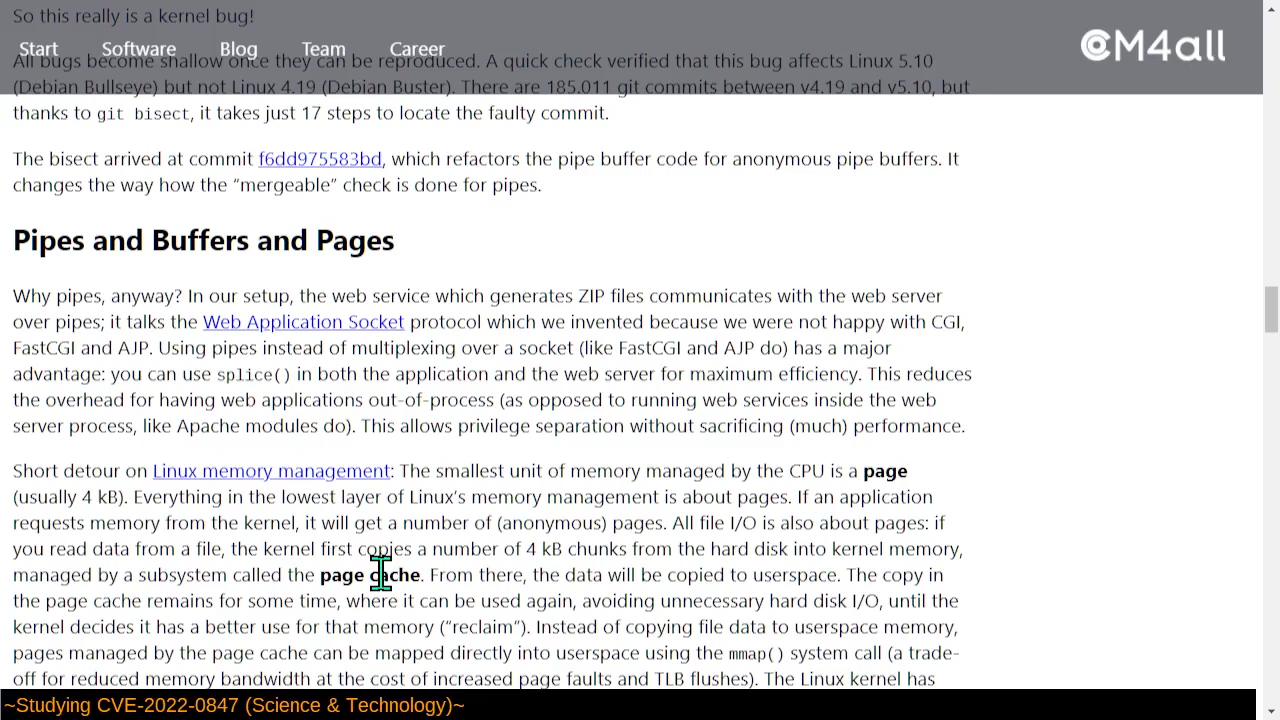 So this really is a kernel bug!
Start Software Blog Team Career CM4all
All bugs become shallow once they can be reproduced. A quick check verified that this bug affects Linux 5.10
(Debian Bullseye) but not Linux 4.19 (Debian Buster). There are 185.011 git commits between v4.19 and v5.10, but
thanks to git bisect, it takes just 17 steps to locate the faulty commit.
The bisect arrived at commit f6dd975583bd, which refactors the pipe buffer code for anonymous pipe buffers. It
changes the way how the “mergeable” check is done for pipes.
Pipes and Buffers and Pages
Why pipes, anyway? In our setup, the web service which generates ZIP files communicates with the web server
over pipes; it talks the Web Application Socket protocol which we invented because we were not happy with CGI,
FastCGI and AJP. Using pipes instead of multiplexing over a socket (like FastCGI and AJP do) has a major
advantage: you can use splice() in both the application and the web server for maximum efficiency. This reduces
the overhead for having web applications out-of-process (as opposed to running web services inside the web
server process, like Apache modules do). This allows privilege separation without sacrificing (much) performance.
Short detour on Linux memory management: The smallest unit of memory managed by the CPU is a page
(usually 4 kB). Everything in the lowest layer of Linux’s memory management is about pages. If an application
requests memory from the kernel, it will get a number of (anonymous) pages. All file I/O is also about pages: if
you read data from a file, the kernel first copies a number of 4 kB chunks from the hard disk into kernel memory,
managed by a subsystem called the page cache. From there, the data will be copied to userspace. The copy in
the page cache remains for some time, where it can be used again, avoiding unnecessary hard disk I/O, until the
kernel decides it has a better use for that memory (“reclaim”). Instead of copying file data to userspace memory,
pages managed by the page cache can be mapped directly into userspace using the mmap() system call (a trade-
off for reduced memory bandwidth at the cost of increased page faults and TLB flushes). The Linux kernel has
~Studying CVE-2022-0847 (Science & Technology)~